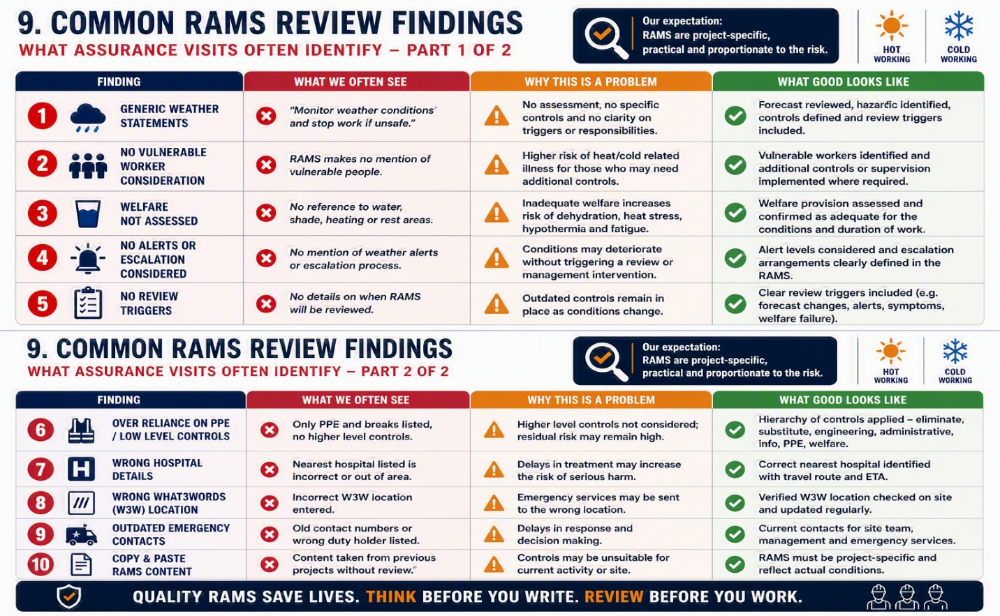 9. COMMON RAMS REVIEW FINDINGS
WHAT ASSURANCE VISITS OFTEN IDENTIFY – PART 1 OF 2
Our expectation:
RAMS are project-specific,
practical and proportionate to the risk.
HOT
WORKING
COLD
WORKING
FINDING
WHAT WE OFTEN SEE
WHY THIS IS A PROBLEM
WHAT GOOD LOOKS LIKE
1
GENERIC WEATHER
STATEMENTS
"Monitor weather conditions'
and stop work if unsafe."
No assessment, no specific
controls and no clarity on
triggers or responsibilities.
Forecast reviewed, hazardic identified,
controls defined and review triggers
included.
2
NO VULNERABLE
WORKER
CONSIDERATION
RAMS makes no mention of
vulnerable people.
Higher risk of heat/cold related
illness for those who may need
additional controls.
Vulnerable workers identified and
additional controls or supervision
implemented where required.
3
WELFARE
NOT ASSESSED
No reference to water,
shade, heating or rest areas.
Inadequate welfare increases
risk of dehydration, heat stress,
hypothermia and fatigue.
Welfare provision assessed and
confirmed as adequate for the
conditions and duration of work.
4
NO ALERTS OR
ESCALATION
CONSIDERED
No mention of weather alerts
or escalation process.
Conditions may deteriorate
without triggering a review or
management intervention.
Alert levels considered and escalation
arrangements clearly defined in the
RAMS.
5
NO REVIEW
TRIGGERS
No details on when RAMS
will be reviewed.
Outdated controls remain in
place as conditions change.
Clear review triggers included (e.g.
forecast changes, alerts, symptoms,
welfare failure).
9. COMMON RAMS REVIEW FINDINGS
WHAT ASSURANCE VISITS OFTEN IDENTIFY – PART 2 OF 2
Our expectation:
RAMS are project-specific,
practical and proportionate to the risk.
HOT
WORKING
COLD
WORKING
FINDING
WHAT WE OFTEN SEE
WHY THIS IS A PROBLEM
WHAT GOOD LOOKS LIKE
6
OVER RELIANCE ON PPE
/ LOW LEVEL CONTROLS
Only PPE and breaks listed,
no higher level controls.
Higher level controls not considered;
residual risk may remain high.
Hierarchy of controls applied – eliminate,
substitute, engineering, administrative,
info, PPE, welfare.
7
H
WRONG HOSPITAL
DETAILS
Nearest hospital listed is
incorrect or out of area.
Delays in treatment may increase
the risk of serious harm.
Correct nearest hospital identified
with travel route and ETA.
8
///
WRONG WHAT3WORDS
(W3W) LOCATION
Incorrect W3W location
entered.
Emergency services may be sent
to the wrong location.
Verified W3W location checked on site
and updated regularly.
9
OUTDATED EMERGENCY
CONTACTS
Old contact numbers or
wrong duty holder listed.
Delays in response and
decision making.
Current contacts for site team,
management and emergency services.
10
COPY & PASTE
RAMS CONTENT
Content taken from previous
projects without review."
Controls may be unsuitable for
current activity or site.
RAMS must be project-specific and
reflect actual conditions.
QUALITY RAMS SAVE LIVES. THINK BEFORE YOU WRITE. REVIEW BEFORE YOU WORK.